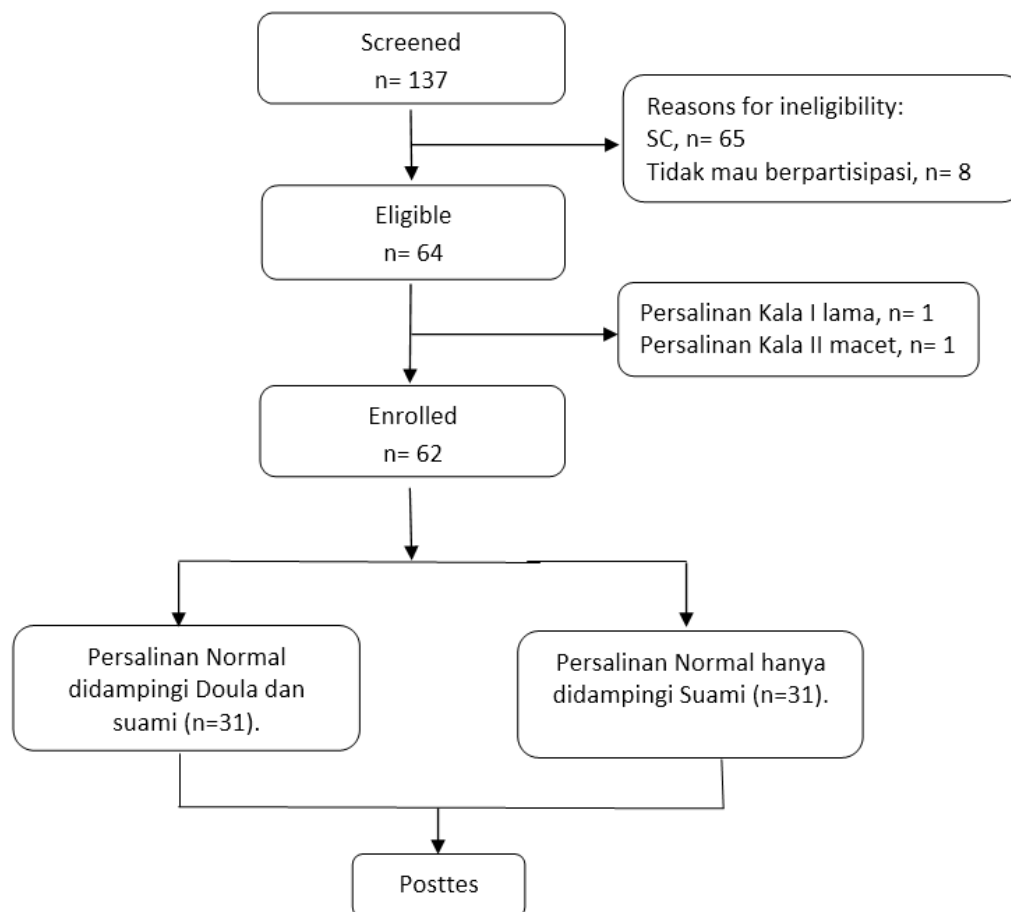 Screened
n= 137
Reasons for ineligibility:
SC, n= 65
Tidak mau berpartisipasi, n= 8
Eligible
n= 64
Persalinan Kala I lama, n= 1
Persalinan Kala II macet, n= 1
Enrolled
n= 62
Persalinan Normal
didampingi Doula dan
suami (n=31).
Persalinan Normal hanya
didampingi Suami (n=31).
Posttes